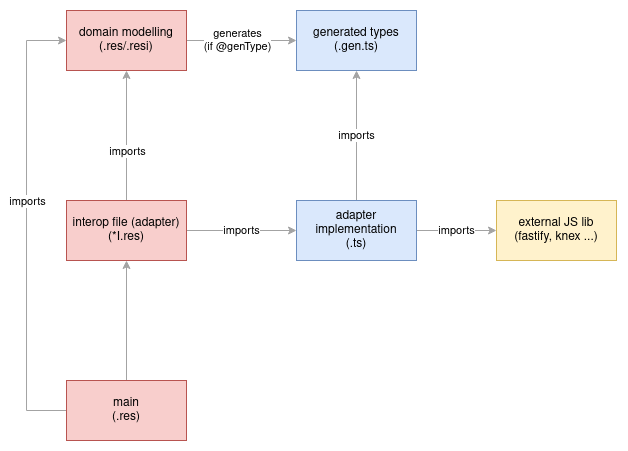 domain modelling
(.res/.resi)
generates
(if @genType)
generated types
(.gen.ts)
imports
imports
imports
interop file (adapter)
(*I.res)
imports
adapter
implementation
(.ts)
imports
external JS lib
(fastify, knex ...)
main
(.res)